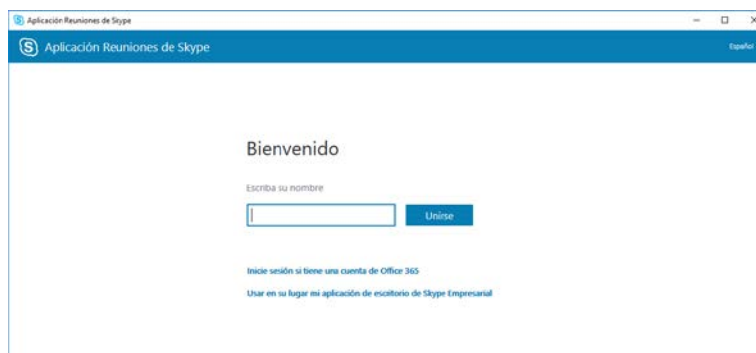 Aplicación Reuniones de Skype
Aplicación Reuniones de Skype
Español
Bienvenido
Escriba su nombre
Unirse
Inicie sesión si tiene una cuenta de Office 365
Usar en su lugar mi aplicación de escritorio de Skype Empresarial